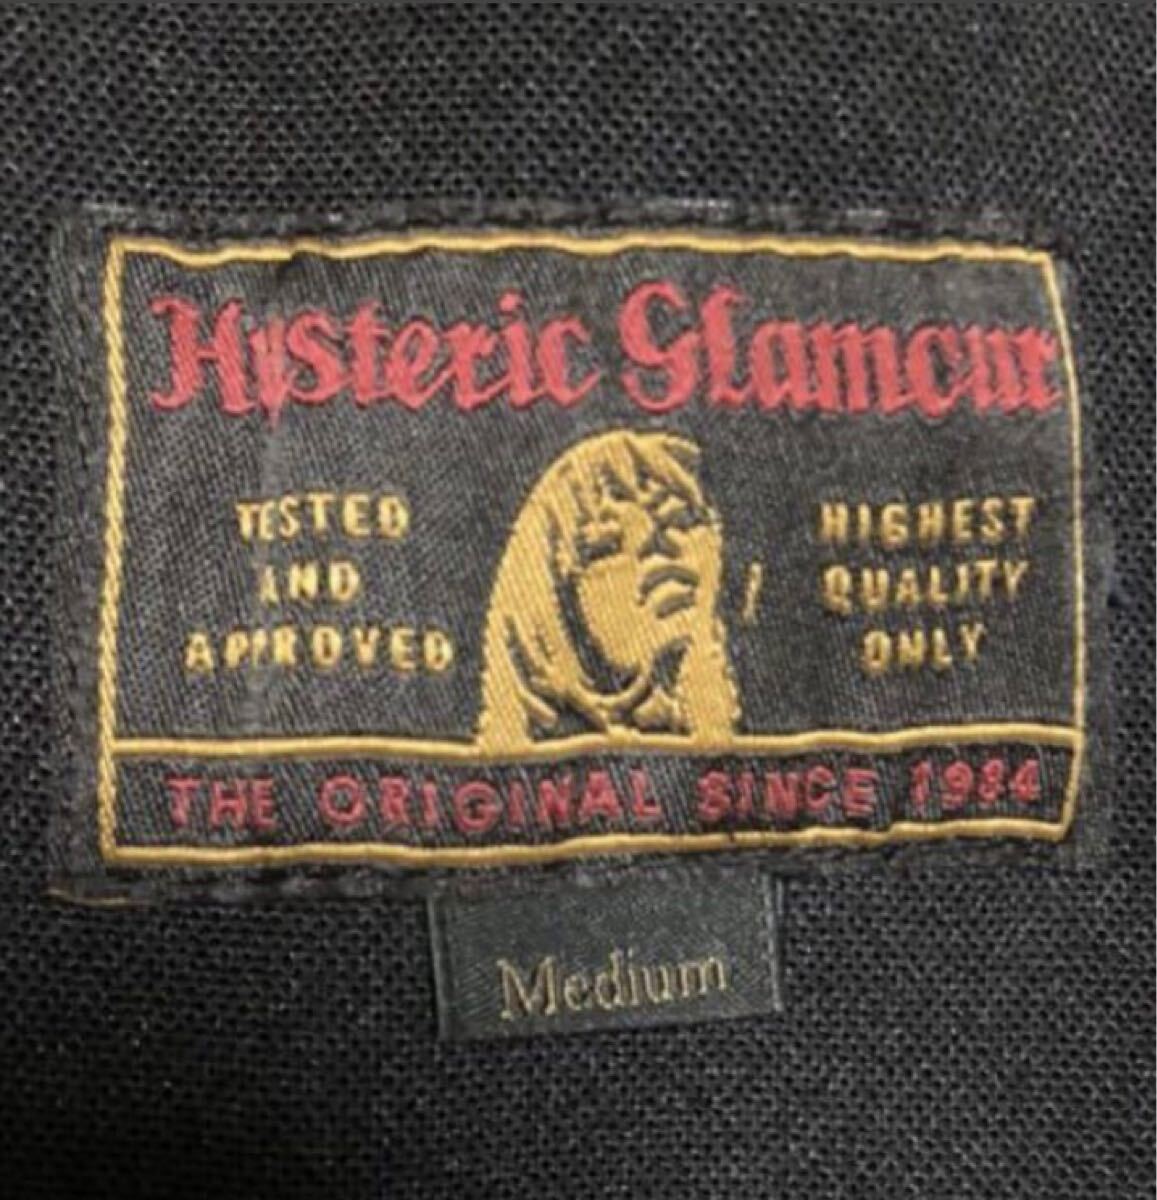 Hysteric Glamour
TESTED
AND
APPROVED
HIGHEST
QUALITY
ONLY
THE ORIGINAL SINCE 1984
Medium